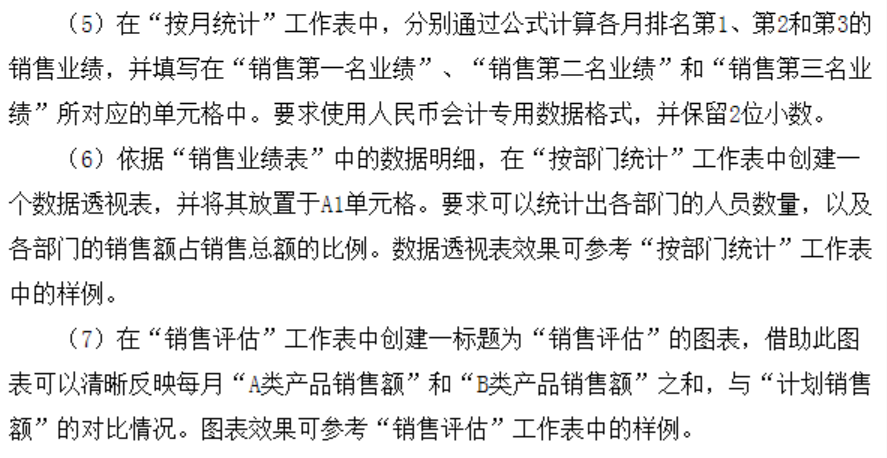 （5）在“按月统计”工作表中，分别通过公式计算各月排名第1、第2和第3的
销售业绩，并填写在“销售第一名业绩”、“销售第二名业绩”和“销售第三名业
绩”所对应的单元格中。要求使用人民币会计专用数据格式，并保留2位小数。
（6）依据“销售业绩表”中的数据明细，在“按部门统计”工作表中创建一
个数据透视表，并将其放置于A1单元格。要求可以统计出各部门的人员数量，以及
各部门的销售额占销售总额的比例。数据透视表效果可参考“按部门统计”工作表
中的样例。
（7）在“销售评估”工作表中创建一标题为“销售评估”的图表，借助此图
表可以清晰反映每月“A类产品销售额”和“B类产品销售额”之和，与“计划销售
额”的对比情况。图表效果可参考“销售评估”工作表中的样例。